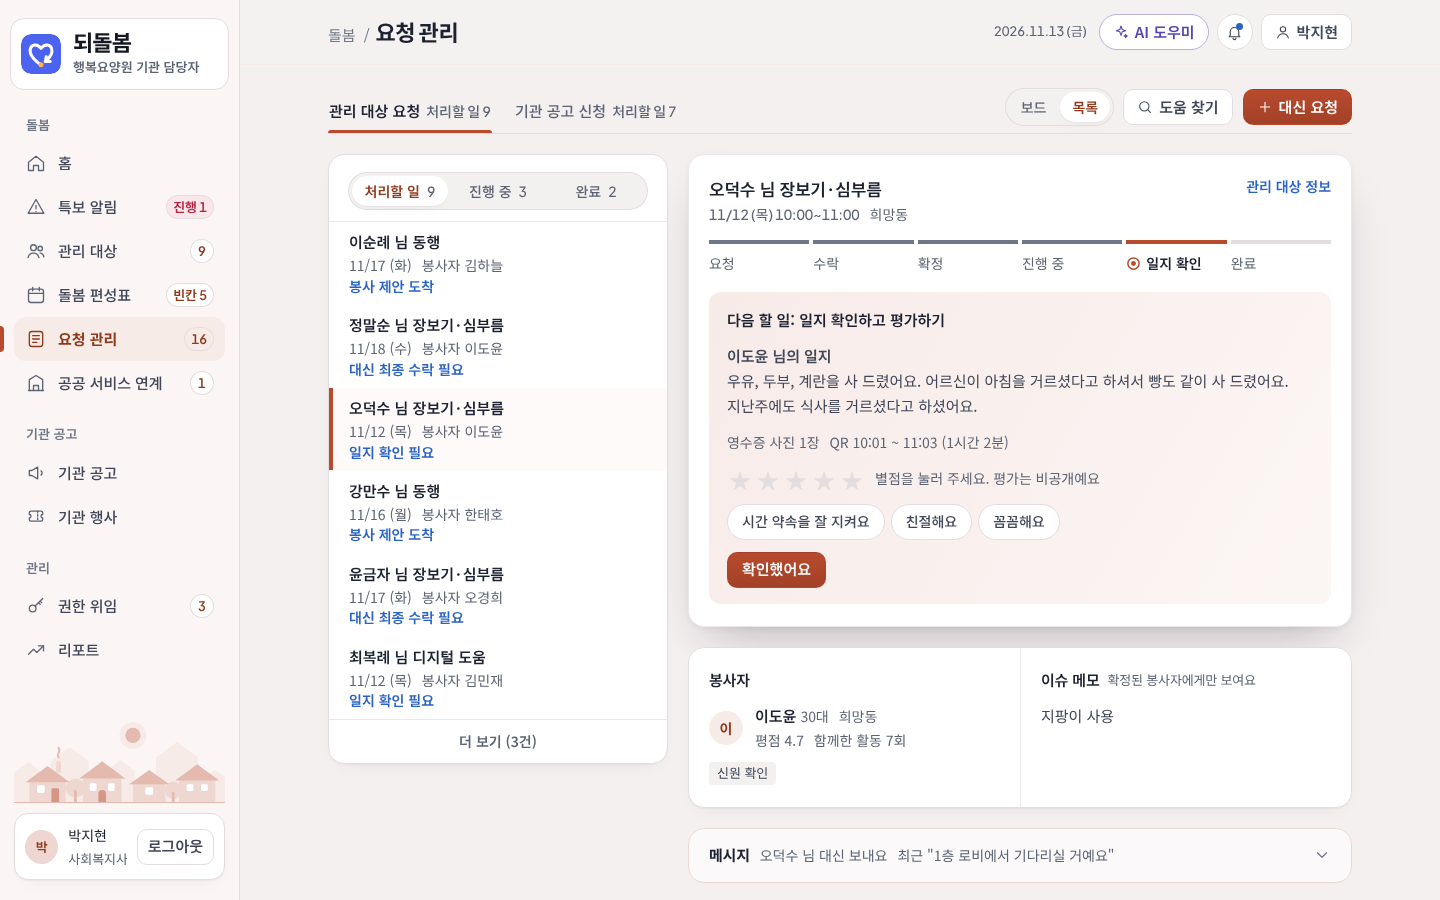 되돌봄
행복요양원 기관 담당자
돌봄
홈
특보 알림 진행 1
관리 대상 9
돌봄 편성표 빈칸 5
요청 관리 16
공공 서비스 연계 1
기관 공고
기관 공고
기관 행사
관리
권한 위임 3
리포트
박 박지현
사회복지사
로그아웃
돌봄 / 요청 관리
2026.11.13 (금) AI 도우미 박지현
관리 대상 요청 처리할 일 9 기관 공고 신청 처리할 일 7
보드 목록 도움 찾기 + 대신 요청
처리할 일 9 진행 중 3 완료 2
이순례 님 동행
11/17 (화) 봉사자 김하늘
봉사 제안 도착
정말순 님 장보기·심부름
11/18 (수) 봉사자 이도윤
대신 최종 수락 필요
오덕수 님 장보기·심부름
11/12 (목) 봉사자 이도윤
일지 확인 필요
강만수 님 동행
11/16 (월) 봉사자 한태호
봉사 제안 도착
윤금자 님 장보기·심부름
11/17 (화) 봉사자 오경희
대신 최종 수락 필요
최복례 님 디지털 도움
11/12 (목) 봉사자 김민재
일지 확인 필요
더 보기 (3건)
오덕수 님 장보기·심부름 관리 대상 정보
11/12 (목) 10:00~11:00 희망동
요청 수락 확정 진행 중 일지 확인 완료
다음 할 일: 일지 확인하고 평가하기
이도윤 님의 일지
우유, 두부, 계란을 사 드렸어요. 어르신이 아침을 거르셨다고 하셔서 빵도 같이 사 드렸어요.
지난주에도 식사를 거르셨다고 하셨어요.
영수증 사진 1장 QR 10:01 ~ 11:03 (1시간 2분)
별점을 눌러 주세요. 평가는 비공개예요
시간 약속을 잘 지켜요 친절해요 꼼꼼해요
확인했어요
봉사자
이 이도윤 30대 희망동
평점 4.7 함께한 활동 7회
신원 확인
이슈 메모 확정된 봉사자에게만 보여요
지팡이 사용
메시지 오덕수 님 대신 보내요 최근 "1층 로비에서 기다리실 거예요"